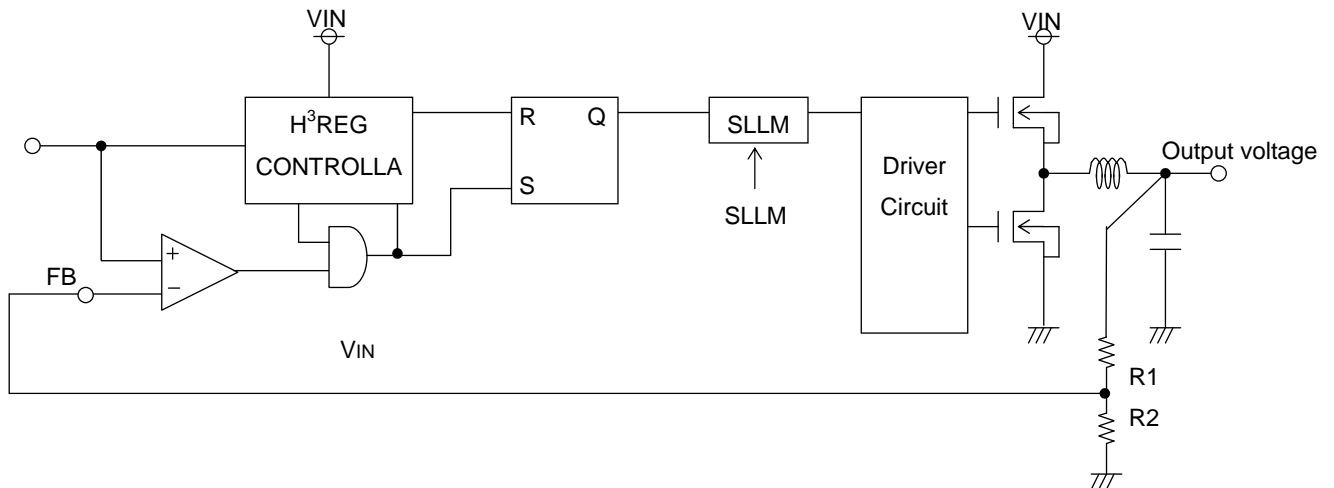 VIN
VIN
H³REG
CONTROLLA
R
Q
S
SLLM
SLLM
Driver
Circuit
Output voltage
FB
+
−
VIN
R1
R2